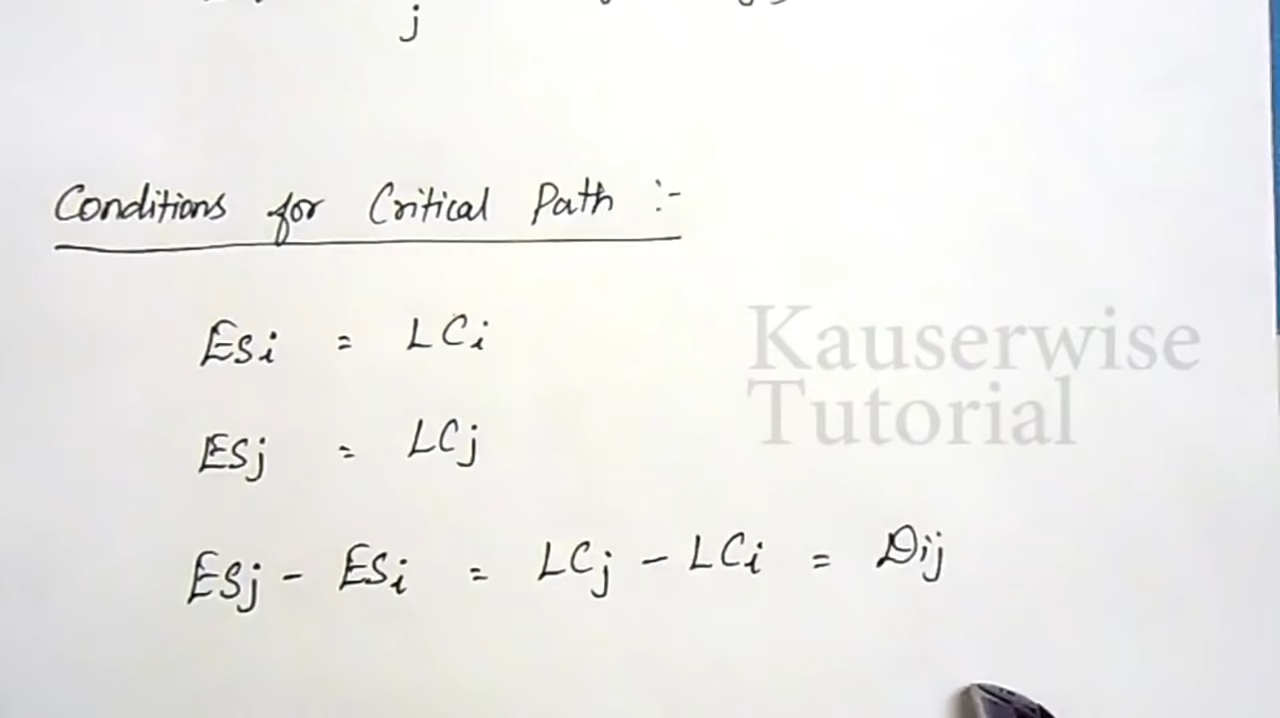 j
Conditions for Critical Path :-
ESi = LCi
Kauserwise
Tutorial
ESj = LCj
ESj - ESi = LCj - LCi = Dij